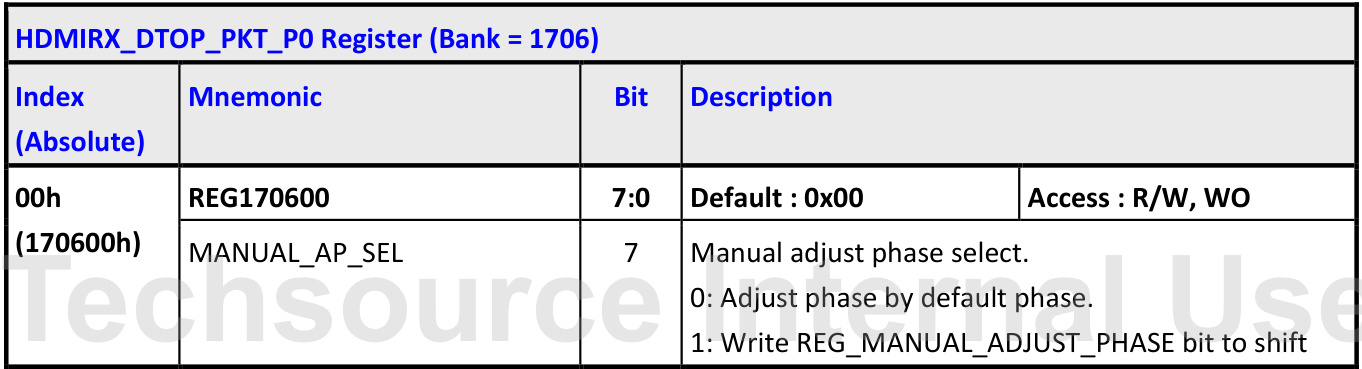 HDMIRX_DTOP_PKT_P0 Register (Bank = 1706)
Index (Absolute) Mnemonic Bit Description
00h (170600h) REG170600 7:0 Default : 0x00 Access : R/W, WO
MANUAL_AP_SEL 7 Manual adjust phase select.
0: Adjust phase by default phase.
1: Write REG_MANUAL_ADJUST_PHASE bit to shift
Techsource Internal Use